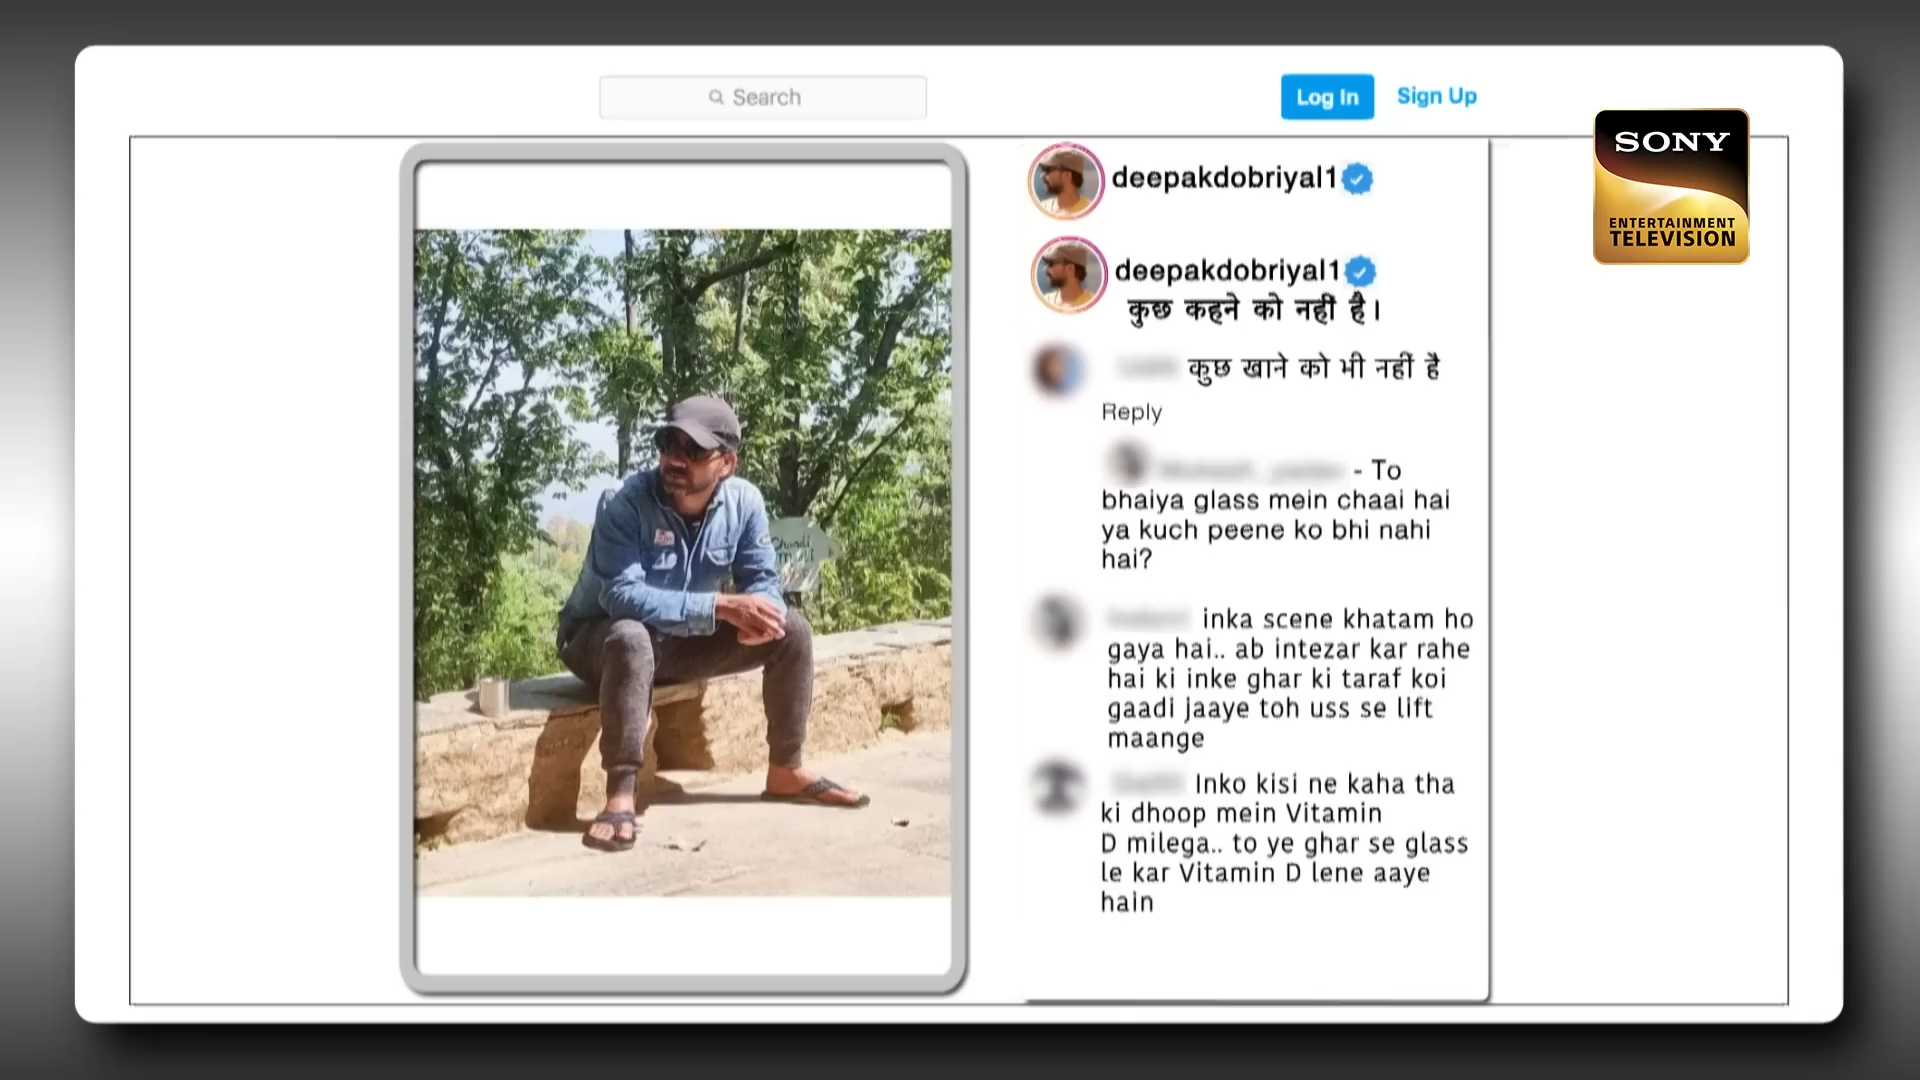 Search
Log In
Sign Up
SONY
ENTERTAINMENT
TELEVISION
deepakdobriyal1
deepakdobriyal1
कुछ कहने को नहीं है।
कुछ खाने को भी नहीं है
Reply
- To
bhaiya glass mein chaai hai
ya kuch peene ko bhi nahi
hai?
inka scene khatam ho
gaya hai.. ab intezar kar rahe
hai ki inke ghar ki taraf koi
gaadi jaaye toh uss se lift
maange
Inko kisi ne kaha tha
ki dhoop mein Vitamin
D milega.. to ye ghar se glass
le kar Vitamin D lene aaye
hain